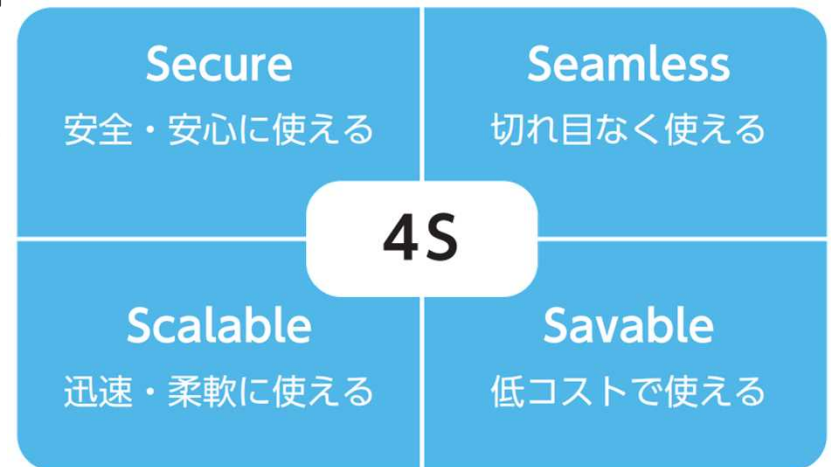 Secure
安全・安心に使える
Seamless
切れ目なく使える
4S
Scalable
迅速・柔軟に使える
Savable
低コストで使える